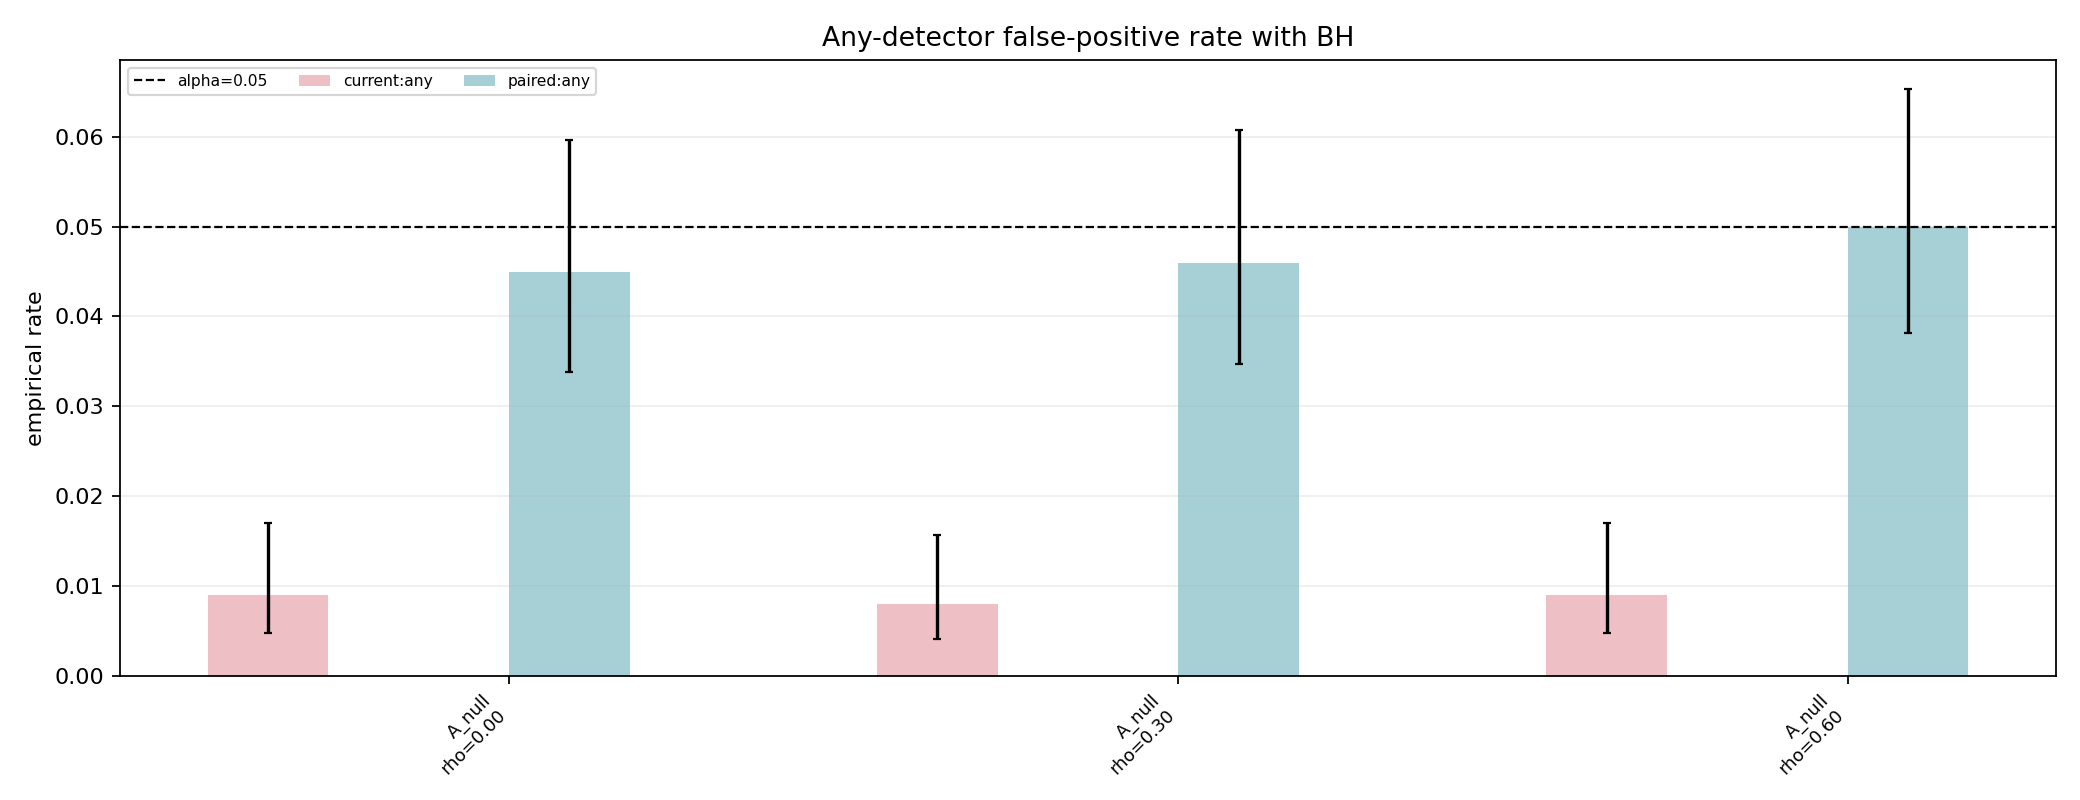 Any-detector false-positive rate with BH
alpha=0.05 current:any paired:any
empirical rate
0.06
0.05
0.04
0.03
0.02
0.01
0.00
A_null
rho=0.00
A_null
rho=0.30
A_null
rho=0.60